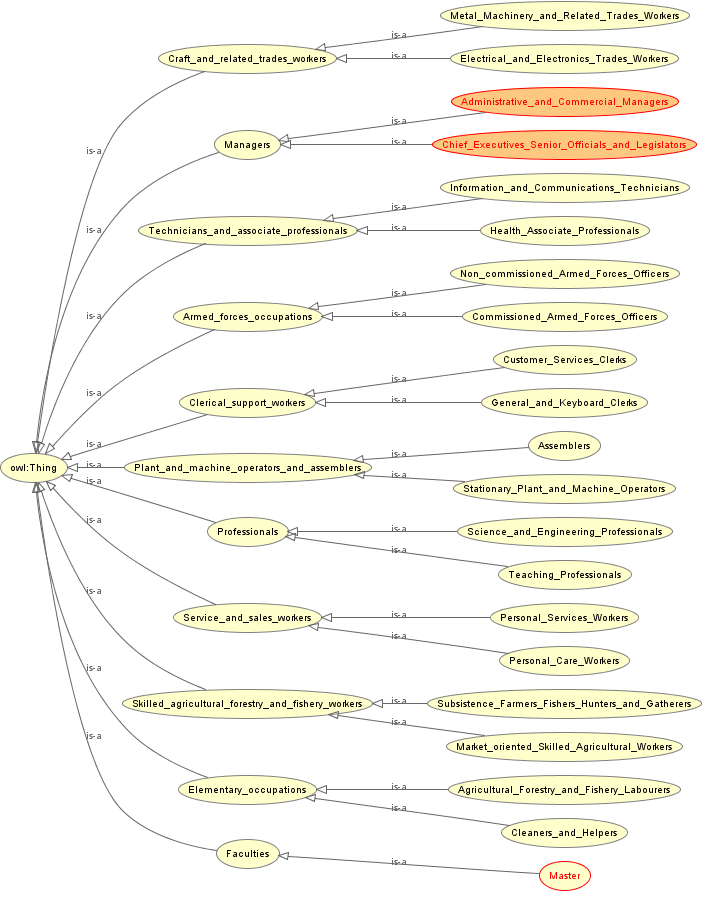 Metal_Machinery_and_Related_Trades_Workers
is-a
Craft_and_related_trades_workers
is-a
Electrical_and_Electronics_Trades_Workers
Administrative_and_Commercial_Managers
is-a
Managers
is-a
Chief_Executives_Senior_Officials_and_Legislators
is-a
Information_and_Communications_Technicians
is-a
Technicians_and_associate_professionals
is-a
Health_Associate_Professionals
is-a
Non_commissioned_Armed_Forces_Officers
is-a
Armed_forces_occupations
is-a
Commissioned_Armed_Forces_Officers
is-a
Customer_Services_Clerks
is-a
is-a
Clerical_support_workers
is-a
General_and_Keyboard_Clerks
is-a
Assemblers
is-a
owl:Thing
is-a
Plant_and_machine_operators_and_assemblers
is-a
Stationary_Plant_and_Machine_Operators
is-a
Professionals
is-a
Science_and_Engineering_Professionals
is-a
Teaching_Professionals
is-a
Service_and_sales_workers
is-a
Personal_Services_Workers
is-a
Personal_Care_Workers
is-a
Skilled_agricultural_forestry_and_fishery_workers
is-a
Subsistence_Farmers_Fishers_Hunters_and_Gatherers
is-a
Market_oriented_Skilled_Agricultural_Workers
is-a
Elementary_occupations
is-a
Agricultural_Forestry_and_Fishery_Labourers
is-a
Cleaners_and_Helpers
is-a
Faculties
is-a
Master